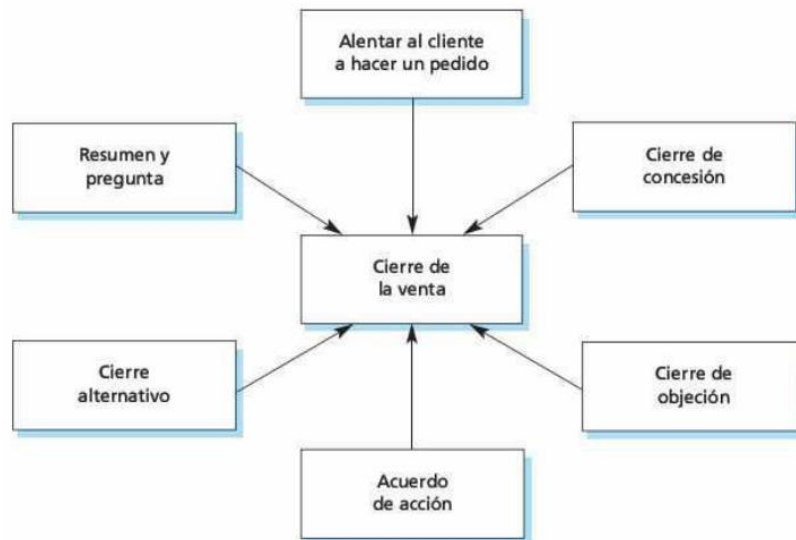 Alentar al cliente
a hacer un pedido
Resumen y
pregunta
Cierre de
concesión
Cierre de
la venta
Cierre
alternativo
Cierre de
objeción
Acuerdo
de acción